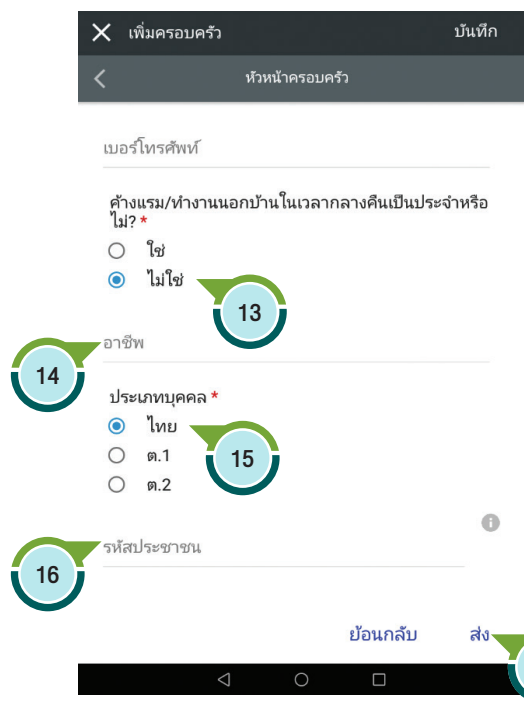 เพิ่มครอบครัว บันทึก
หัวหน้าครอบครัว
เบอร์โทรศัพท์
ค้างแรม/ทำงานนอกบ้านในเวลากลางคืนเป็นประจำหรือ
ไม่? *
ใช่
ไม่ใช่
13
อาชีพ
14
ประเภทบุคคล *
ไทย
ต.1
15
ต.2
รหัสประชาชน
16
ย้อนกลับ ส่ง